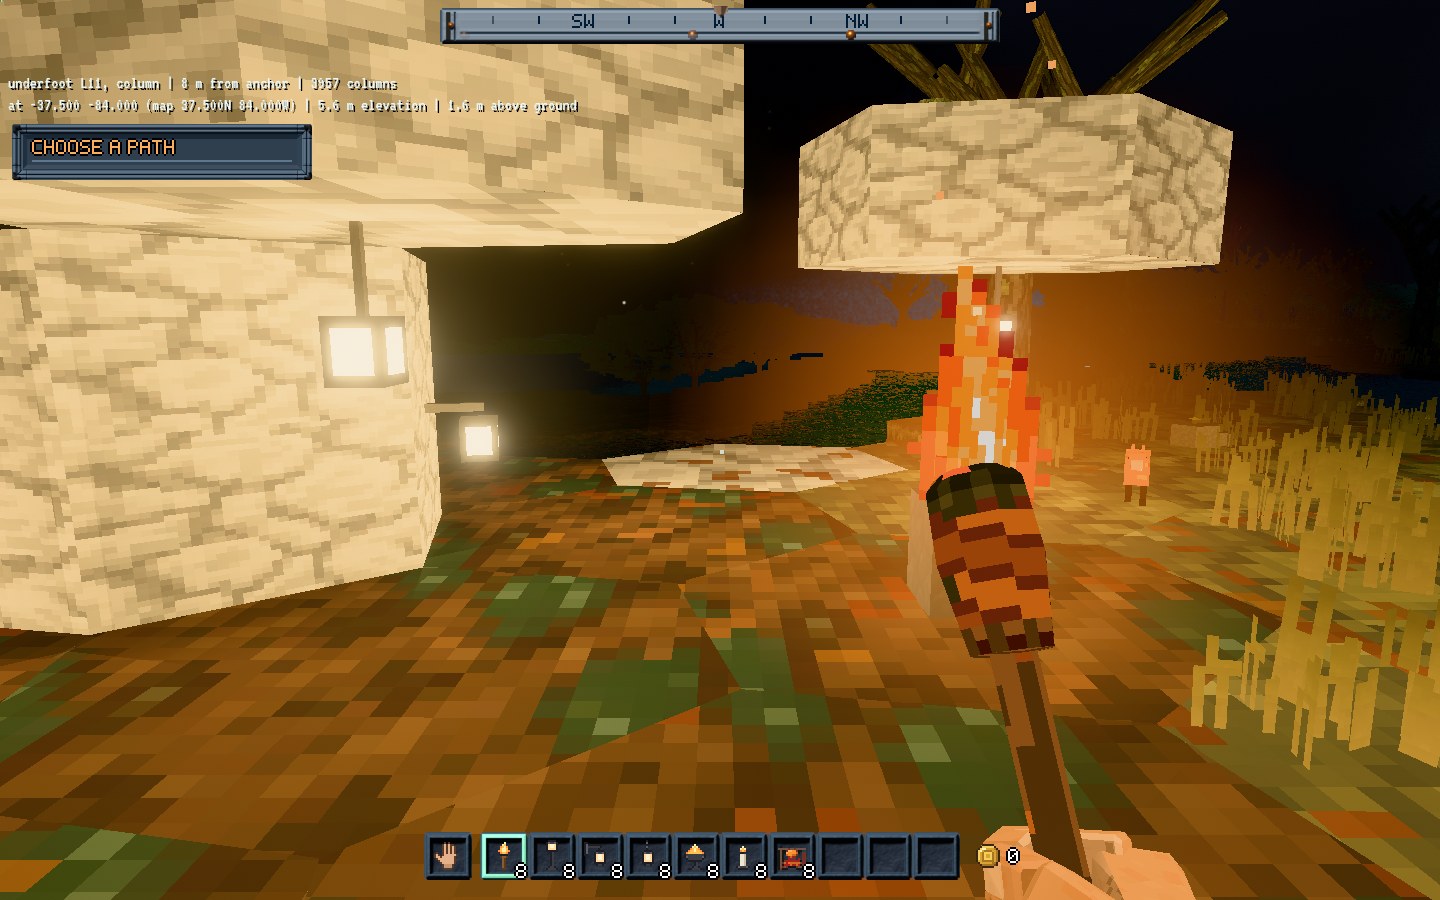 SW W NW
underfoot L11, column | 8 m from anchor | 3957 columns
at -37.500 -84.000 (map 37.500N 84.000W) | 5.6 m elevation | 1.6 m above ground
CHOOSE A PATH
8 8 8 8 8 8 8 0